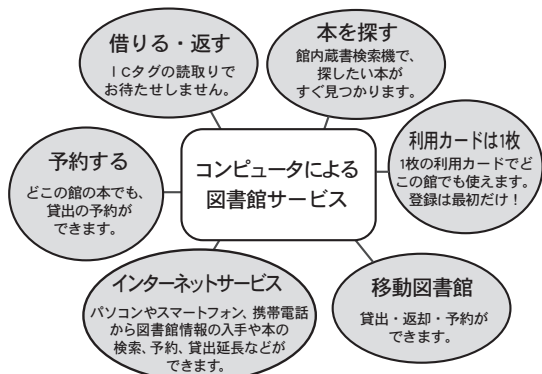 借りる・返す
ICタグの読取りで
お待たせしません。
本を探す
館内蔵書検索機で、
探したい本が
すぐ見つかります。
予約する
どこの館の本でも、
貸出の予約が
できます。
コンピュータによる
図書館サービス
利用カードは1枚
1枚の利用カードでど
この館でも使えます。
登録は最初だけ！
インターネットサービス
パソコンやスマートフォン、携帯電話
から図書館情報の入手や本の
検索、予約、貸出延長などが
できます。
移動図書館
貸出・返却・予約が
できます。